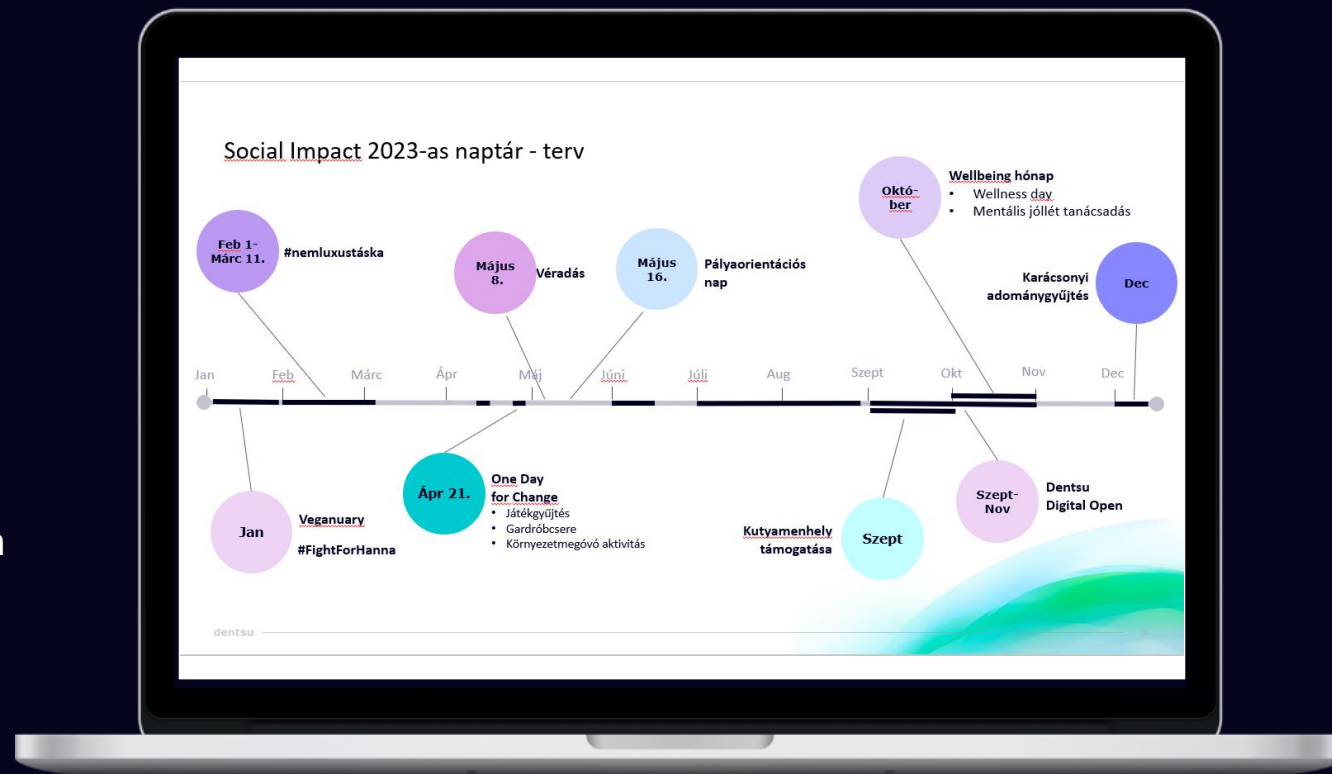 Social Impact 2023-as naptár - terv
Feb 1-
Márc 11.
#nemluxustáska
Május
8.
Véradás
Május
16.
Pályaorientációs
nap
Októ-
ber
Wellbeing hónap
• Wellness day
• Mentális jóllét tanácsadás
Karácsonyi
adománygyűjtés
Dec
Jan Feb Márc Ápr Máj Júni Júli Aug Szept Okt Nov Dec
Jan
Veganuary
#FightForHanna
Ápr 21.
One Day
for Change
• Játékgyűjtés
• Gardróbcsere
• Környezetmegóvó aktivitás
Kutyamenhely
támogatása
Szept
Szept-
Nov
Dentsu
Digital Open
dentsu